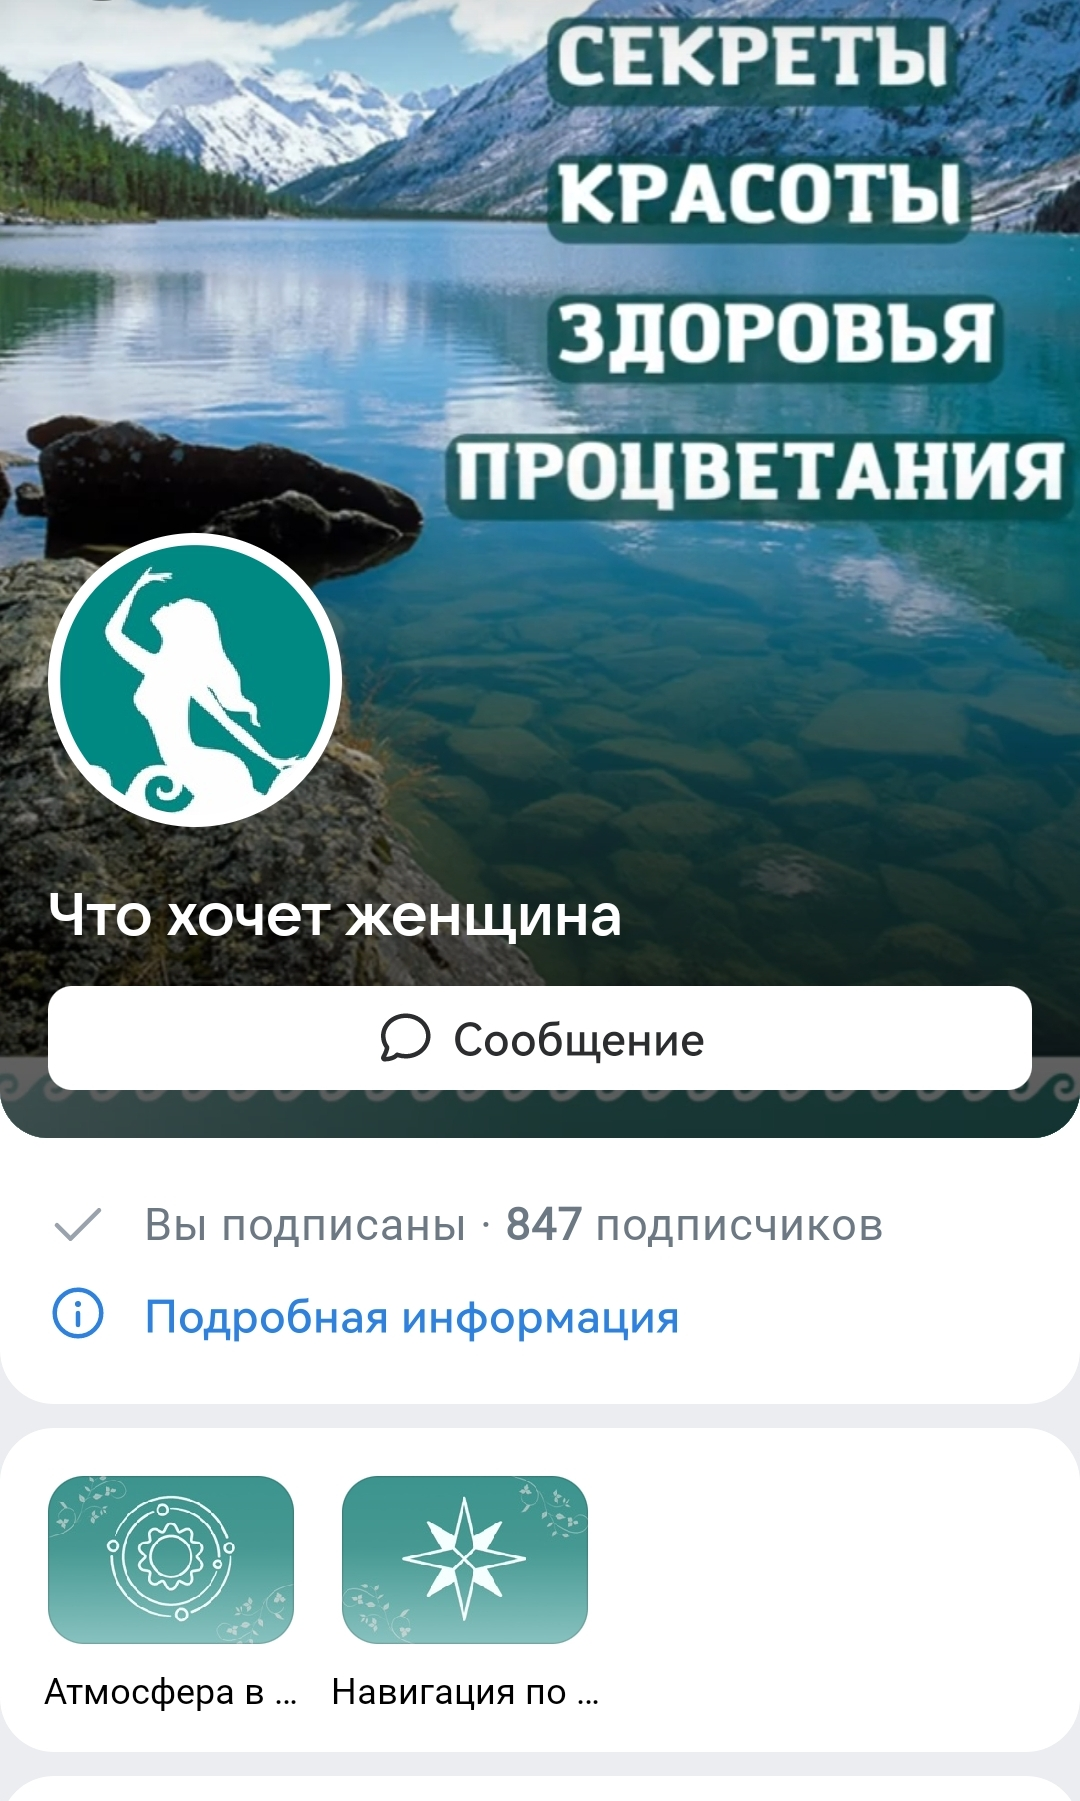 СЕКРЕТЫ
КРАСОТЫ
ЗДОРОВЬЯ
ПРОЦВЕТАНИЯ
Что хочет женщина
Сообщение
Вы подписаны · 847 подписчиков
Подробная информация
Атмосфера в ...
Навигация по ...